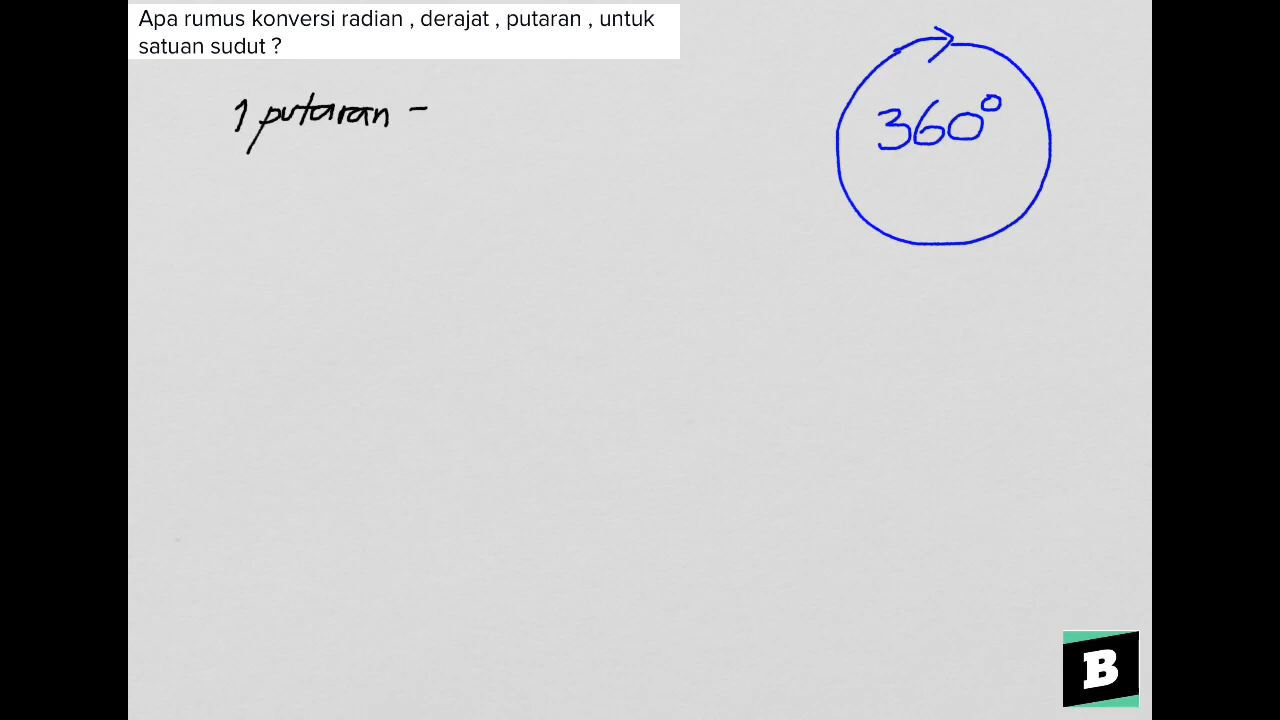 Apa rumus konversi radian , derajat , putaran , untuk
satuan sudut ?
1 putaran -
360°
B